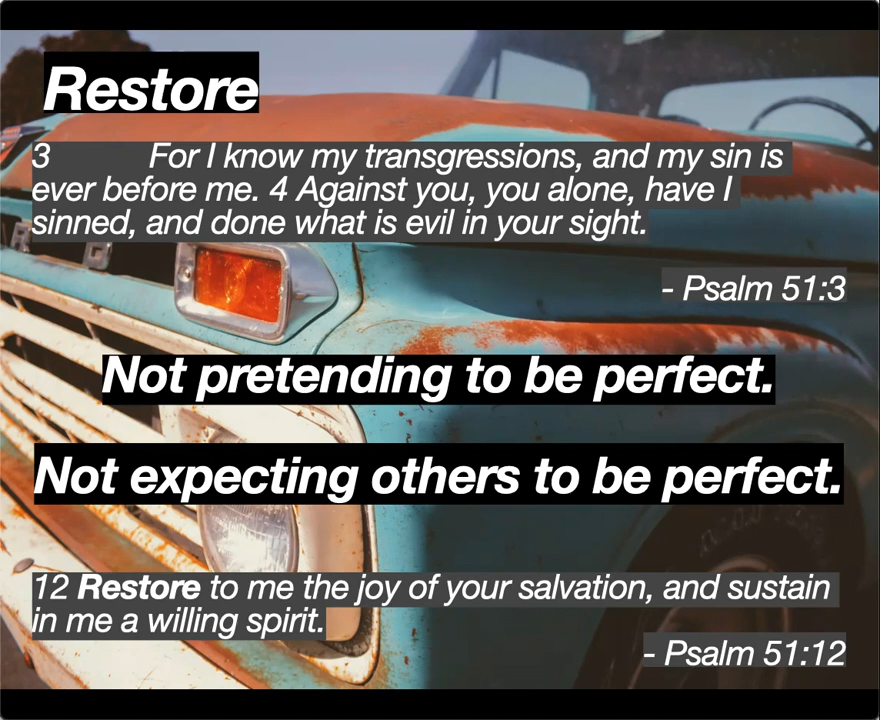 Restore
3 For I know my transgressions, and my sin is
ever before me. 4 Against you, you alone, have I
sinned, and done what is evil in your sight.
- Psalm 51:3
Not pretending to be perfect.
Not expecting others to be perfect.
12 Restore to me the joy of your salvation, and sustain
in me a willing spirit.
- Psalm 51:12